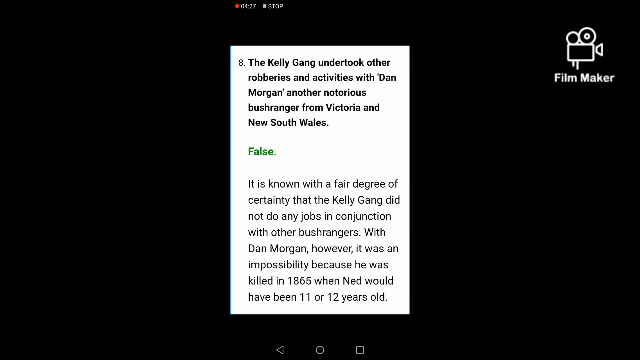 04:27 STOP
8. The Kelly Gang undertook other
robberies and activities with 'Dan
Morgan' another notorious
bushranger from Victoria and
New South Wales.
False.
It is known with a fair degree of
certainty that the Kelly Gang did
not do any jobs in conjunction
with other bushrangers. With
Dan Morgan, however, it was an
impossibility because he was
killed in 1865 when Ned would
have been 11 or 12 years old.
Film Maker